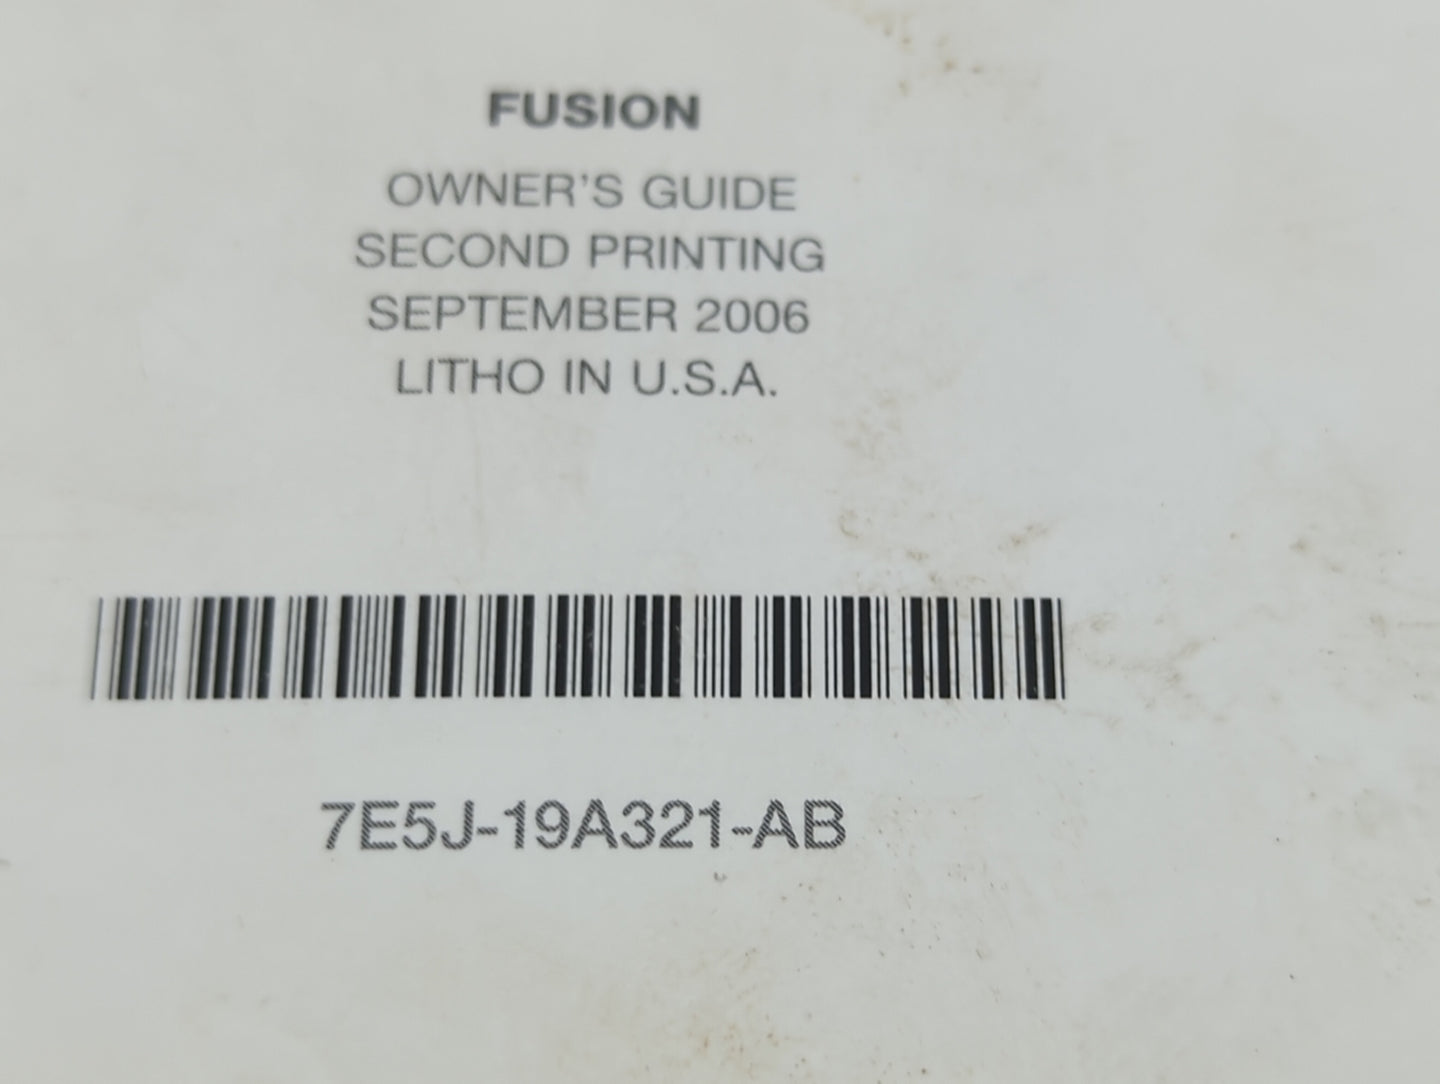 FUSION
OWNER'S GUIDE
SECOND PRINTING
SEPTEMBER 2006
LITHO IN U.S.A.
7E5J-19A321-AB